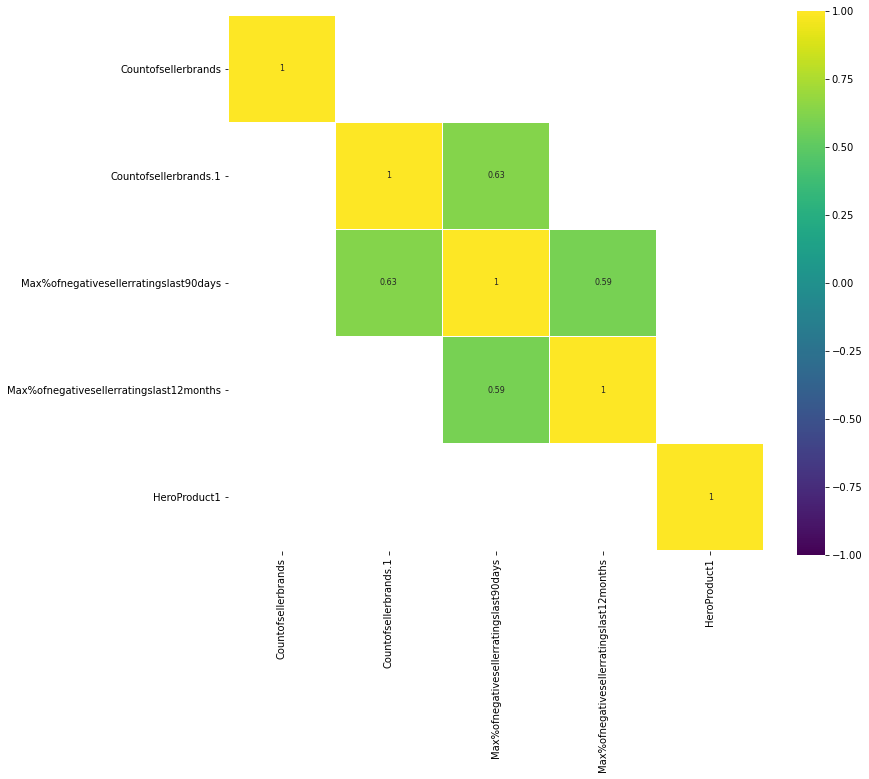 Countofsellerbrands
Countofsellerbrands.1
Max%ofnegativesellerratingslast90days
Max%ofnegativesellerratingslast12months
HeroProduct1
1
1
0.63
0.63
1
0.59
0.59
1
1
Countofsellerbrands
Countofsellerbrands.1
Max%ofnegativesellerratingslast90days
Max%ofnegativesellerratingslast12months
HeroProduct1
1.00
0.75
0.50
0.25
0.00
−0.25
−0.50
−0.75
−1.00